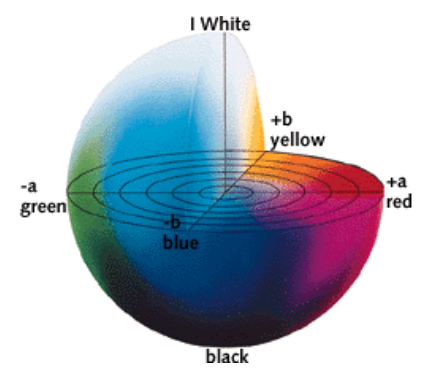 I White
+b
yellow
-a
green
+a
red
-b
blue
black